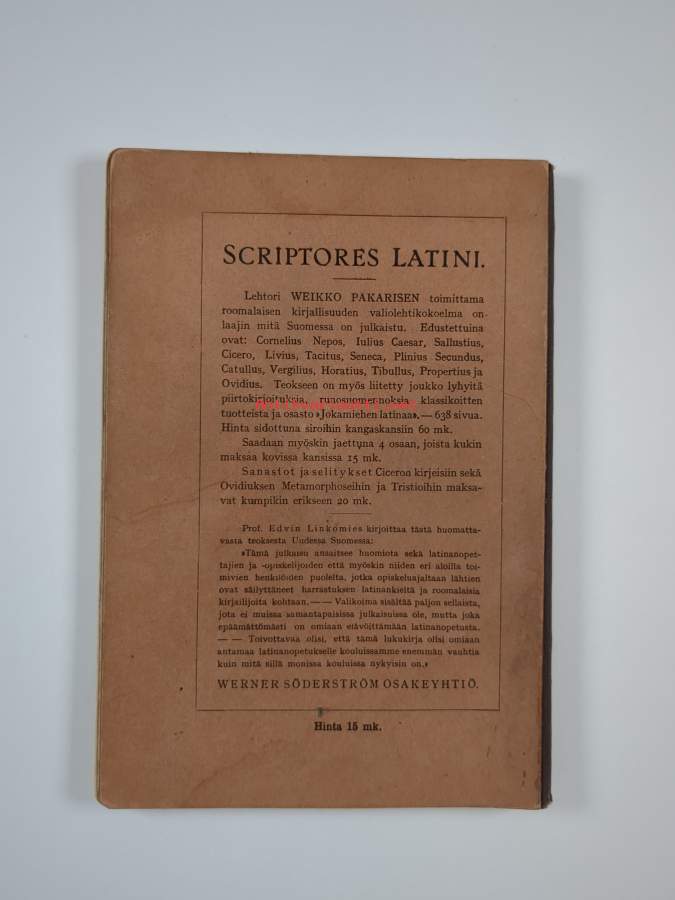 SCRIPTORES LATINI.
Lehtori WEIKKO PAKARISEN toimittama
roomalaisen kirjallisuuden valiolehtikokoelma on
laajin mitä Suomessa on julkaistu. Edustettuina
ovat: Cornelius Nepos, Iulius Caesar, Sallustius,
Cicero, Livius, Tacitus, Seneca, Plinius Secundus,
Catullus, Vergilius, Horatius, Tibullus, Propertius ja
Ovidius. Teokseen on myös liitetty joukko lyhyitä
piirtokirjoituksia, runosuomennoksia klassikoitten
tuotteista ja osasto »Jokamiehen latinaa». — 638 sivua.
Hinta sidottuna siroihin kangaskansiin 60 mk.
Saadaan myöskin jaettuna 4 osaan, joista kukin
maksaa kovissa kansissa 15 mk.
Sanastot ja selitykset Ciceron kirjeisiin sekä
Ovidiuksen Metamorphoseihin ja Tristioihin maksa-
vat kumpikin erikseen 20 mk.
Prof. Edvin Linkomies kirjoittaa tästä huomatta-
vasta teoksesta Uudessa Suomessa:
»Tämä julkaisu ansaitsee huomiota sekä latinanopet-
tajien ja -opiskelijoiden että myöskin niiden eri aloilla toi-
mivien henkilöiden puolelta, jotka opiskeluajaltaan lähtien
ovat säilyttäneet harrastuksen latinankieltä ja roomalaisia
kirjailijoita kohtaan. — — Valikoima sisältää paljon sellaista,
jota ei muissa samantapaisissa julkaisuissa ole, mutta joka
epäämättömästi on omiaan elävöittämään latinanopetusta.
— — Toivottavaa olisi, että tämä lukukirja olisi omiaan
antamaa latinanopetukselle kouluissamme enemmän vauhtia
kuin mitä sillä monissa kouluissa nykyisin on.»
WERNER SÖDERSTRÖM OSAKEYHTIÖ.
Hinta 15 mk.